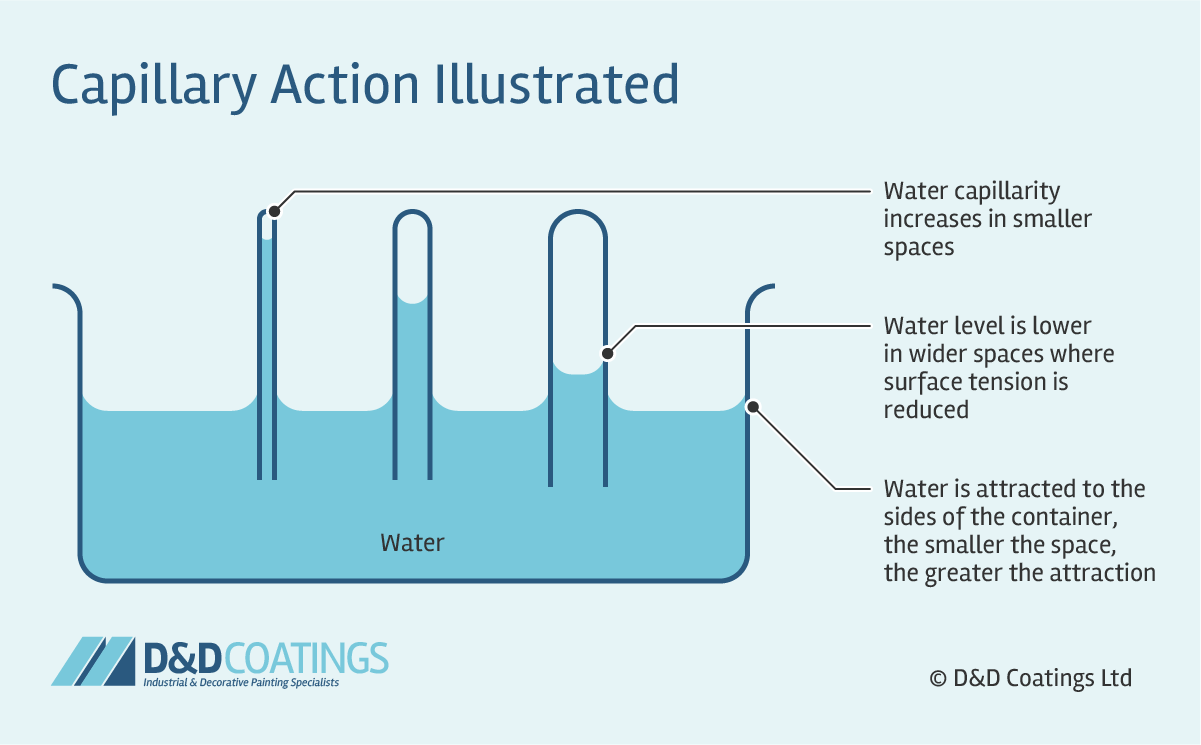 Capillary Action Illustrated
Water capillarity
increases in smaller
spaces
Water level is lower
in wider spaces where
surface tension is
reduced
Water is attracted to the
sides of the container,
the smaller the space,
the greater the attraction
Water
D&DCOATINGS
Industrial & Decorative Painting Specialists
© D&D Coatings Ltd